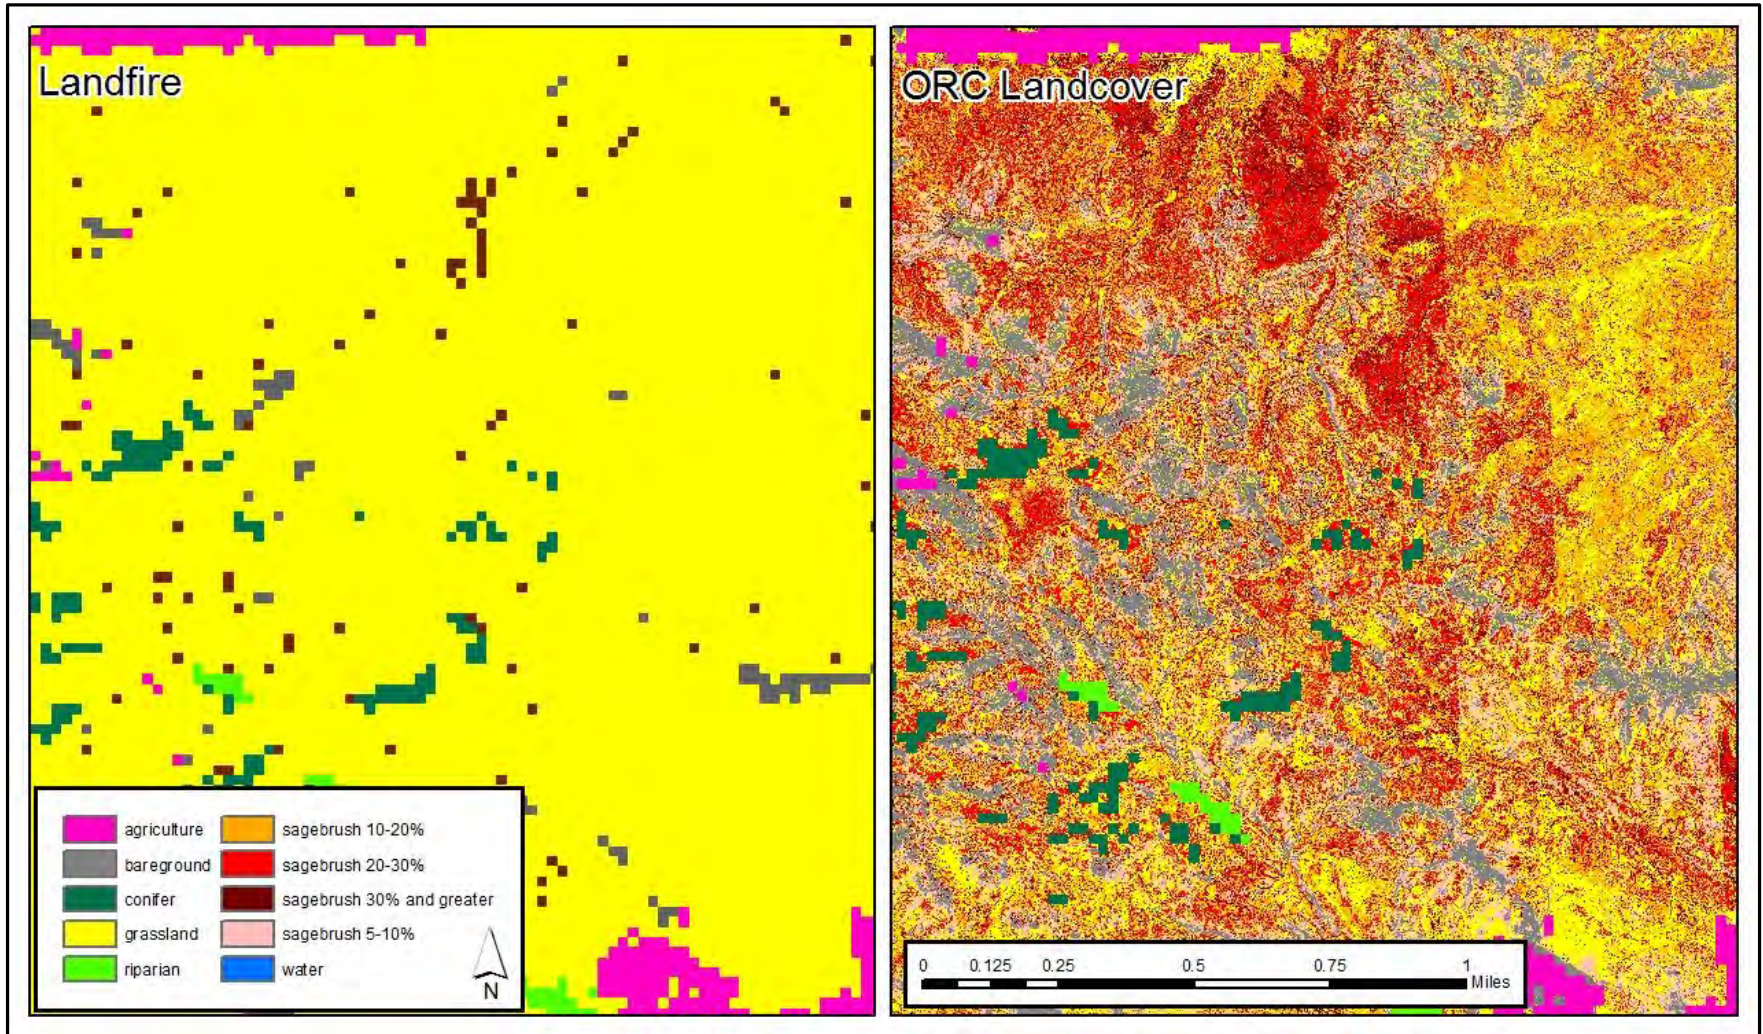 Landfire
ORC Landcover
agriculture
bareground
conifer
grassland
riparian
sagebrush 10-20%
sagebrush 20-30%
sagebrush 30% and greater
sagebrush 5-10%
water
N
0 0.125 0.25 0.5 0.75 1
Miles